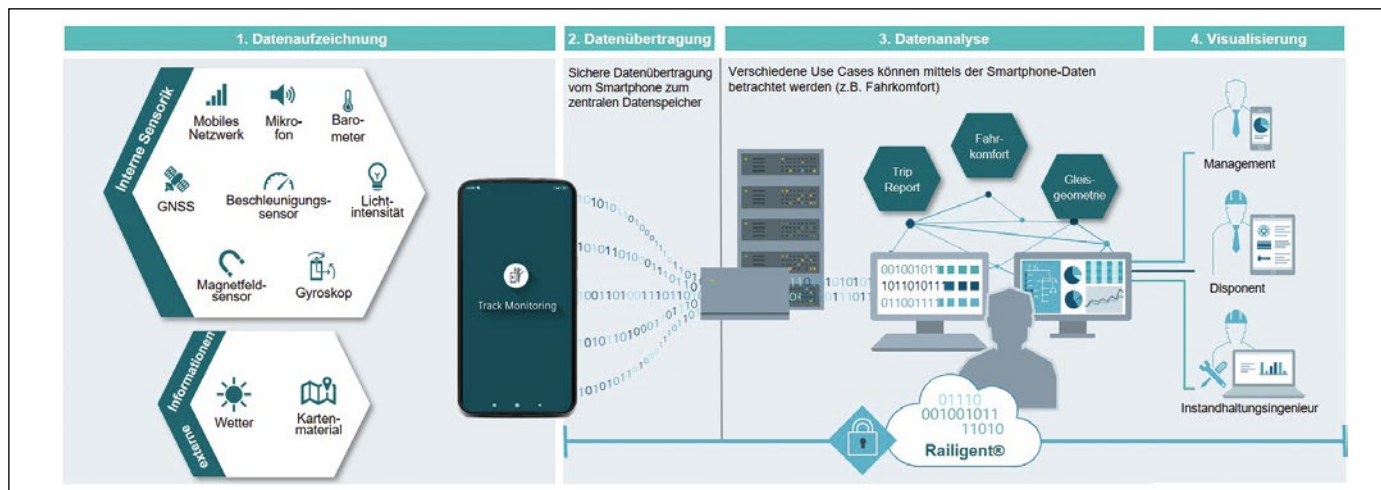 1. Datenaufzeichnung
2. Datenübertragung
3. Datenanalyse
4. Visualisierung
Interne Sensorik
Mobiles
Netzwerk
Mikro-
fon
Baro-
meter
GNSS
Beschleunigungs-
sensor
Licht-
intensität
Magnetfeld-
sensor
Gyroskop
externe Informationen
Wetter
Karten-
material
Track Monitoring
Sichere Datenübertragung
vom Smartphone zum
zentralen Datenspeicher
Verschiedene Use Cases können mittels der Smartphone-Daten
betrachtet werden (z.B. Fahrkomfort)
Trip
Report
Fahr-
komfort
Gleis-
geometrie
001001011
101101011
011001111
01110
001001011
11010
Railigent®
Management
Disponent
Instandhaltungsingenieur